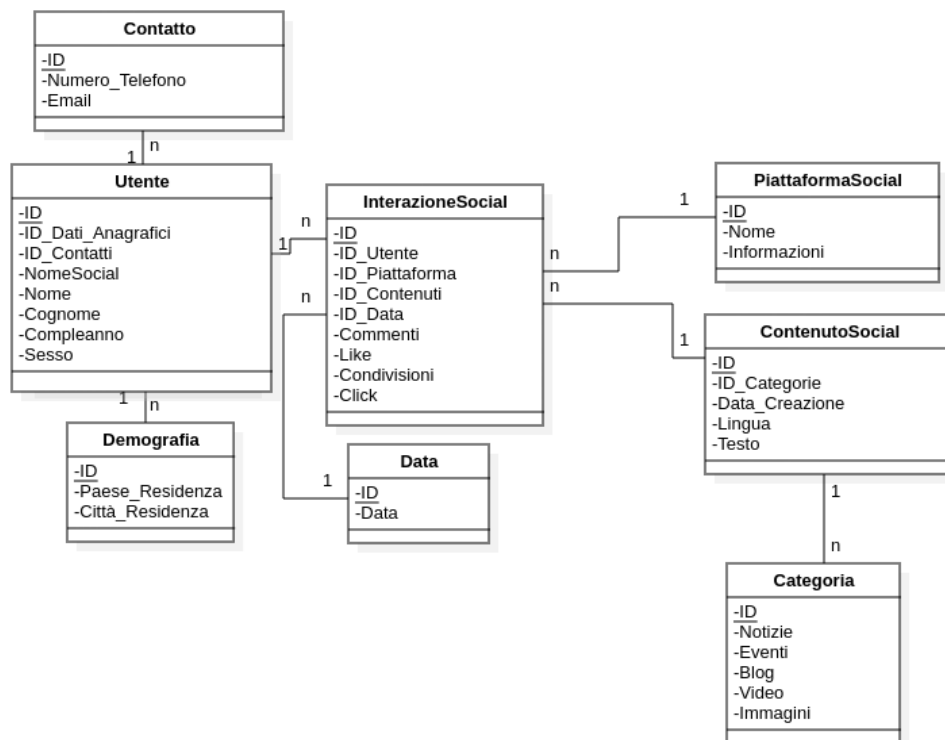 Contatto
-ID
-Numero_Telefono
-Email
n
1
Utente
-ID
-ID_Dati_Anagrafici
-ID_Contatti
-NomeSocial
-Nome
-Cognome
-Compleanno
-Sesso
1
n
Demografia
-ID
-Paese_Residenza
-Città_Residenza
n
1
n
InterazioneSocial
-ID
-ID_Utente
-ID_Piattaforma
-ID_Contenuti
-ID_Data
-Commenti
-Like
-Condivisioni
-Click
1
Data
-ID
-Data
1
n
n
1
PiattaformaSocial
-ID
-Nome
-Informazioni
ContenutoSocial
-ID
-ID_Categorie
-Data_Creazione
-Lingua
-Testo
1
n
Categoria
-ID
-Notizie
-Eventi
-Blog
-Video
-Immagini